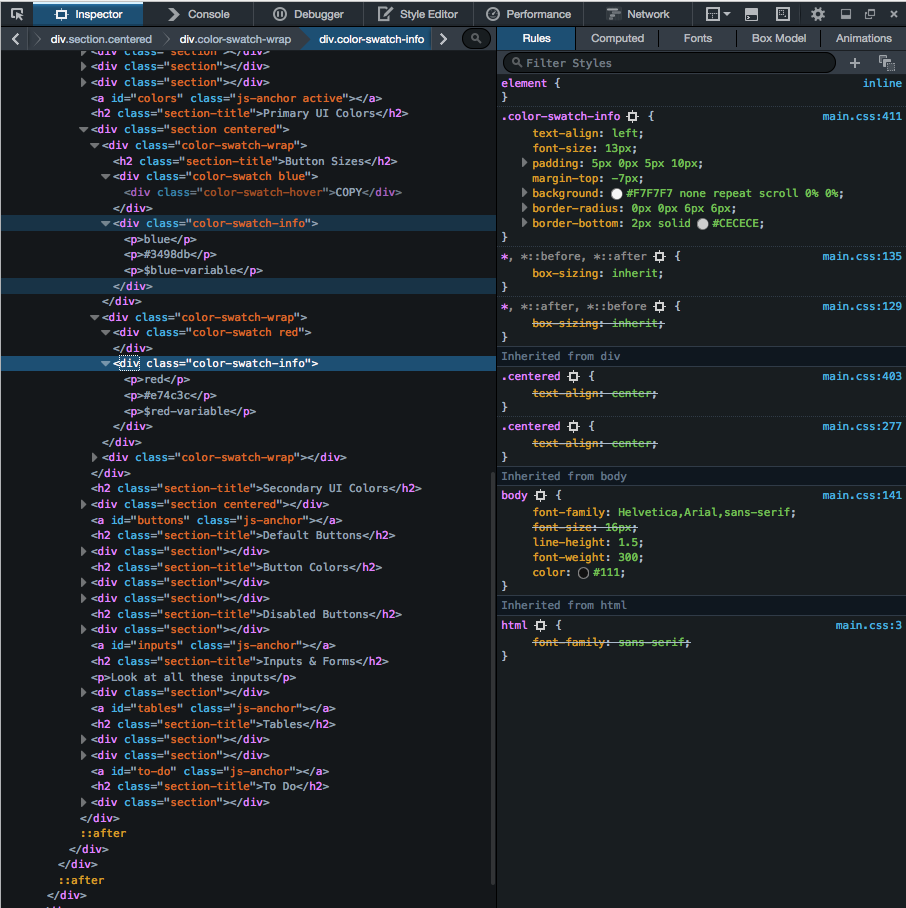 Inspector Console Debugger Style Editor Performance Network
div.section.centered div.color-swatch-wrap div.color-swatch-info
Rules Computed Fonts Box Model Animations
Filter Styles
<div class="section"></div>
<div class="section"></div>
<div class="section"></div>
<a id="colors" class="js-anchor active"></a>
<h2 class="section-title">Primary UI Colors</h2>
<div class="section centered">
<div class="color-swatch-wrap">
<h2 class="section-title">Button Sizes</h2>
<div class="color-swatch blue">
<div class="color-swatch-hover">COPY</div>
</div>
<div class="color-swatch-info">
<p>blue</p>
<p>#3498db</p>
<p>$blue-variable</p>
</div>
</div>
<div class="color-swatch-wrap">
<div class="color-swatch red">
</div>
<div class="color-swatch-info">
<p>red</p>
<p>#e74c3c</p>
<p>$red-variable</p>
</div>
</div>
<div class="color-swatch-wrap"></div>
</div>
<h2 class="section-title">Secondary UI Colors</h2>
<div class="section centered"></div>
<a id="buttons" class="js-anchor"></a>
<h2 class="section-title">Default Buttons</h2>
<div class="section"></div>
<h2 class="section-title">Button Colors</h2>
<div class="section"></div>
<div class="section"></div>
<h2 class="section-title">Disabled Buttons</h2>
<div class="section"></div>
<a id="inputs" class="js-anchor"></a>
<h2 class="section-title">Inputs & Forms</h2>
<p>Look at all these inputs</p>
<div class="section"></div>
<a id="tables" class="js-anchor"></a>
<h2 class="section-title">Tables</h2>
<div class="section"></div>
<div class="section"></div>
<a id="to-do" class="js-anchor"></a>
<h2 class="section-title">To Do</h2>
<div class="section"></div>
</div>
::after
</div>
</div>
::after
</div>
element { inline
}
.color-swatch-info { main.css:411
text-align: left;
font-size: 13px;
padding: 5px 0px 5px 10px;
margin-top: -7px;
background: #F7F7F7 none repeat scroll 0% 0%;
border-radius: 0px 0px 6px 6px;
border-bottom: 2px solid #CECECE;
}
*, *::before, *::after { main.css:135
box-sizing: inherit;
}
*, *::after, *::before { main.css:129
box-sizing: inherit;
}
Inherited from div
.centered { main.css:403
text-align: center;
}
.centered { main.css:277
text-align: center;
}
Inherited from body
body { main.css:141
font-family: Helvetica,Arial,sans-serif;
font-size: 16px;
line-height: 1.5;
font-weight: 300;
color: #111;
}
Inherited from html
html { main.css:3
font-family: sans-serif;
}